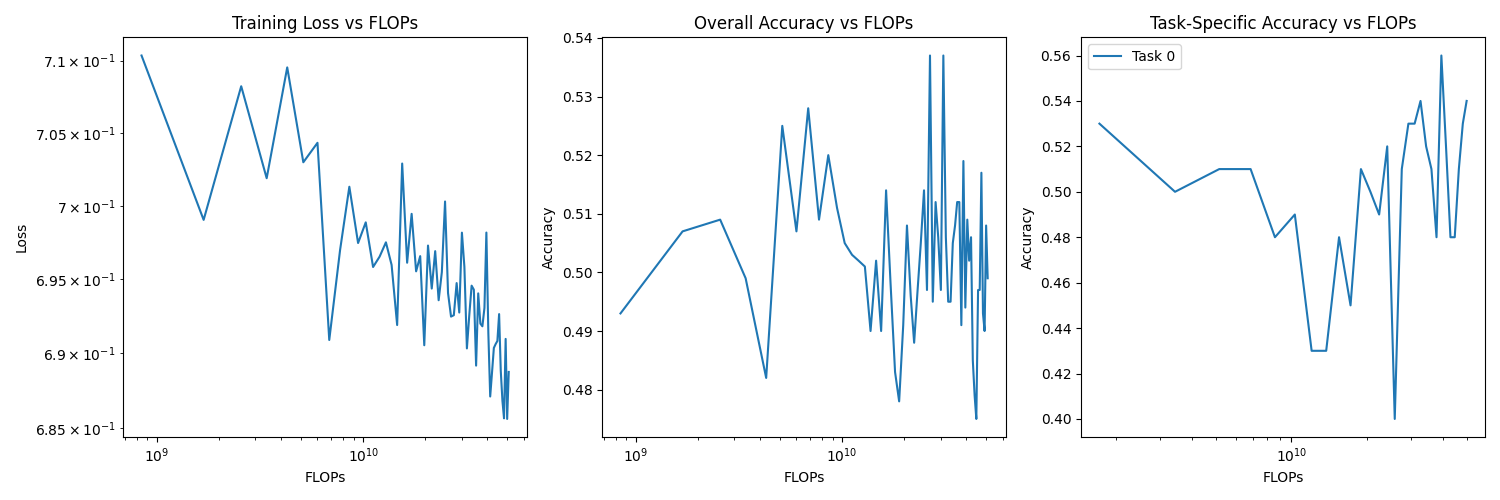 Training Loss vs FLOPs
7.1 × 10⁻¹
7.05 × 10⁻¹
7 × 10⁻¹
6.95 × 10⁻¹
6.9 × 10⁻¹
6.85 × 10⁻¹
Loss
10⁹
10¹⁰
FLOPs
Overall Accuracy vs FLOPs
0.54
0.53
0.52
0.51
0.50
0.49
0.48
Accuracy
10⁹
10¹⁰
FLOPs
Task-Specific Accuracy vs FLOPs
Task 0
0.56
0.54
0.52
0.50
0.48
0.46
0.44
0.42
0.40
Accuracy
10¹⁰
FLOPs